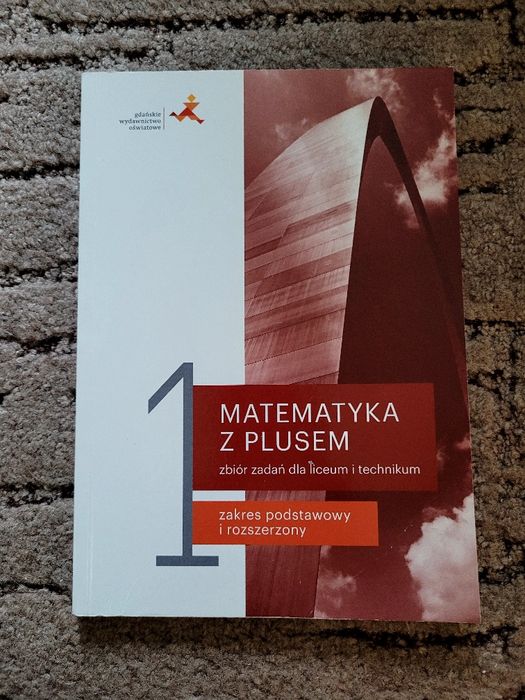 gdańskie
wydawnictwo
oświatowe
1
MATEMATYKA
Z PLUSEM
zbiór zadań dla liceum i technikum
zakres podstawowy
i rozszerzony